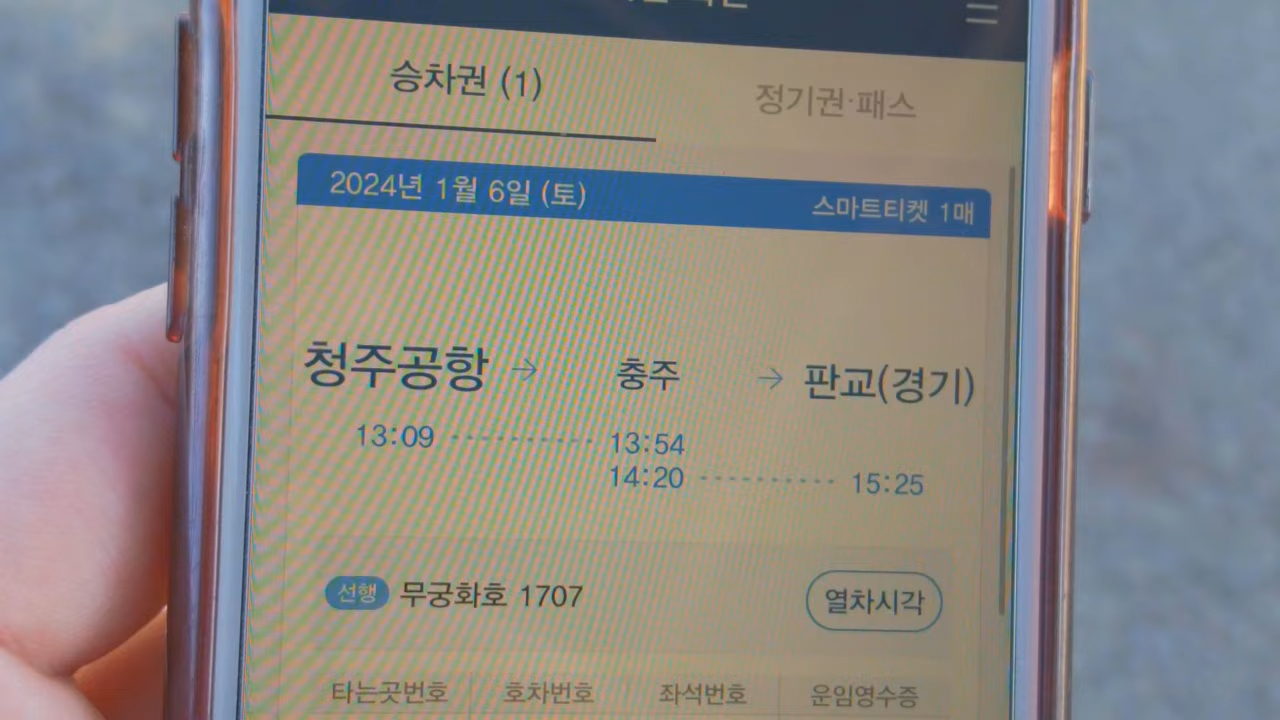 승차권 (1)
정기권·패스
2024년 1월 6일 (토)
스마트티켓 1매
청주공항 → 충주 → 판교(경기)
13:09 13:54
14:20 15:25
선행 무궁화호 1707
열차시각
타는곳번호 호차번호 좌석번호 운임영수증